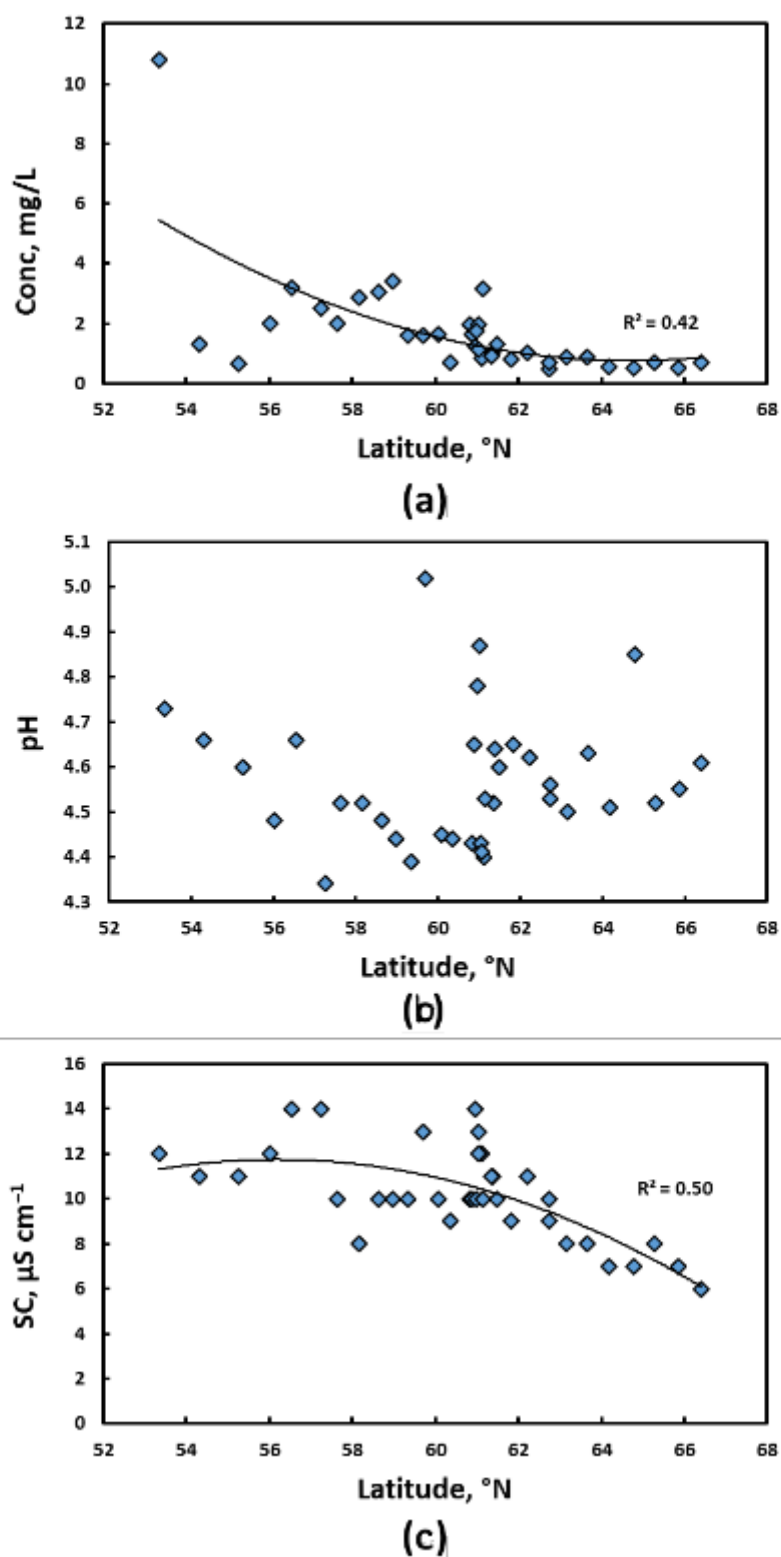 12
10
8
6
4
2
0
Conc, mg/L
R² = 0.42
52 54 56 58 60 62 64 66 68
Latitude, °N
(a)
5.1
5.0
4.9
4.8
4.7
4.6
4.5
4.4
4.3
pH
52 54 56 58 60 62 64 66 68
Latitude, °N
(b)
16
14
12
10
8
6
4
2
0
SC, µS cm⁻¹
R² = 0.50
52 54 56 58 60 62 64 66 68
Latitude, °N
(c)